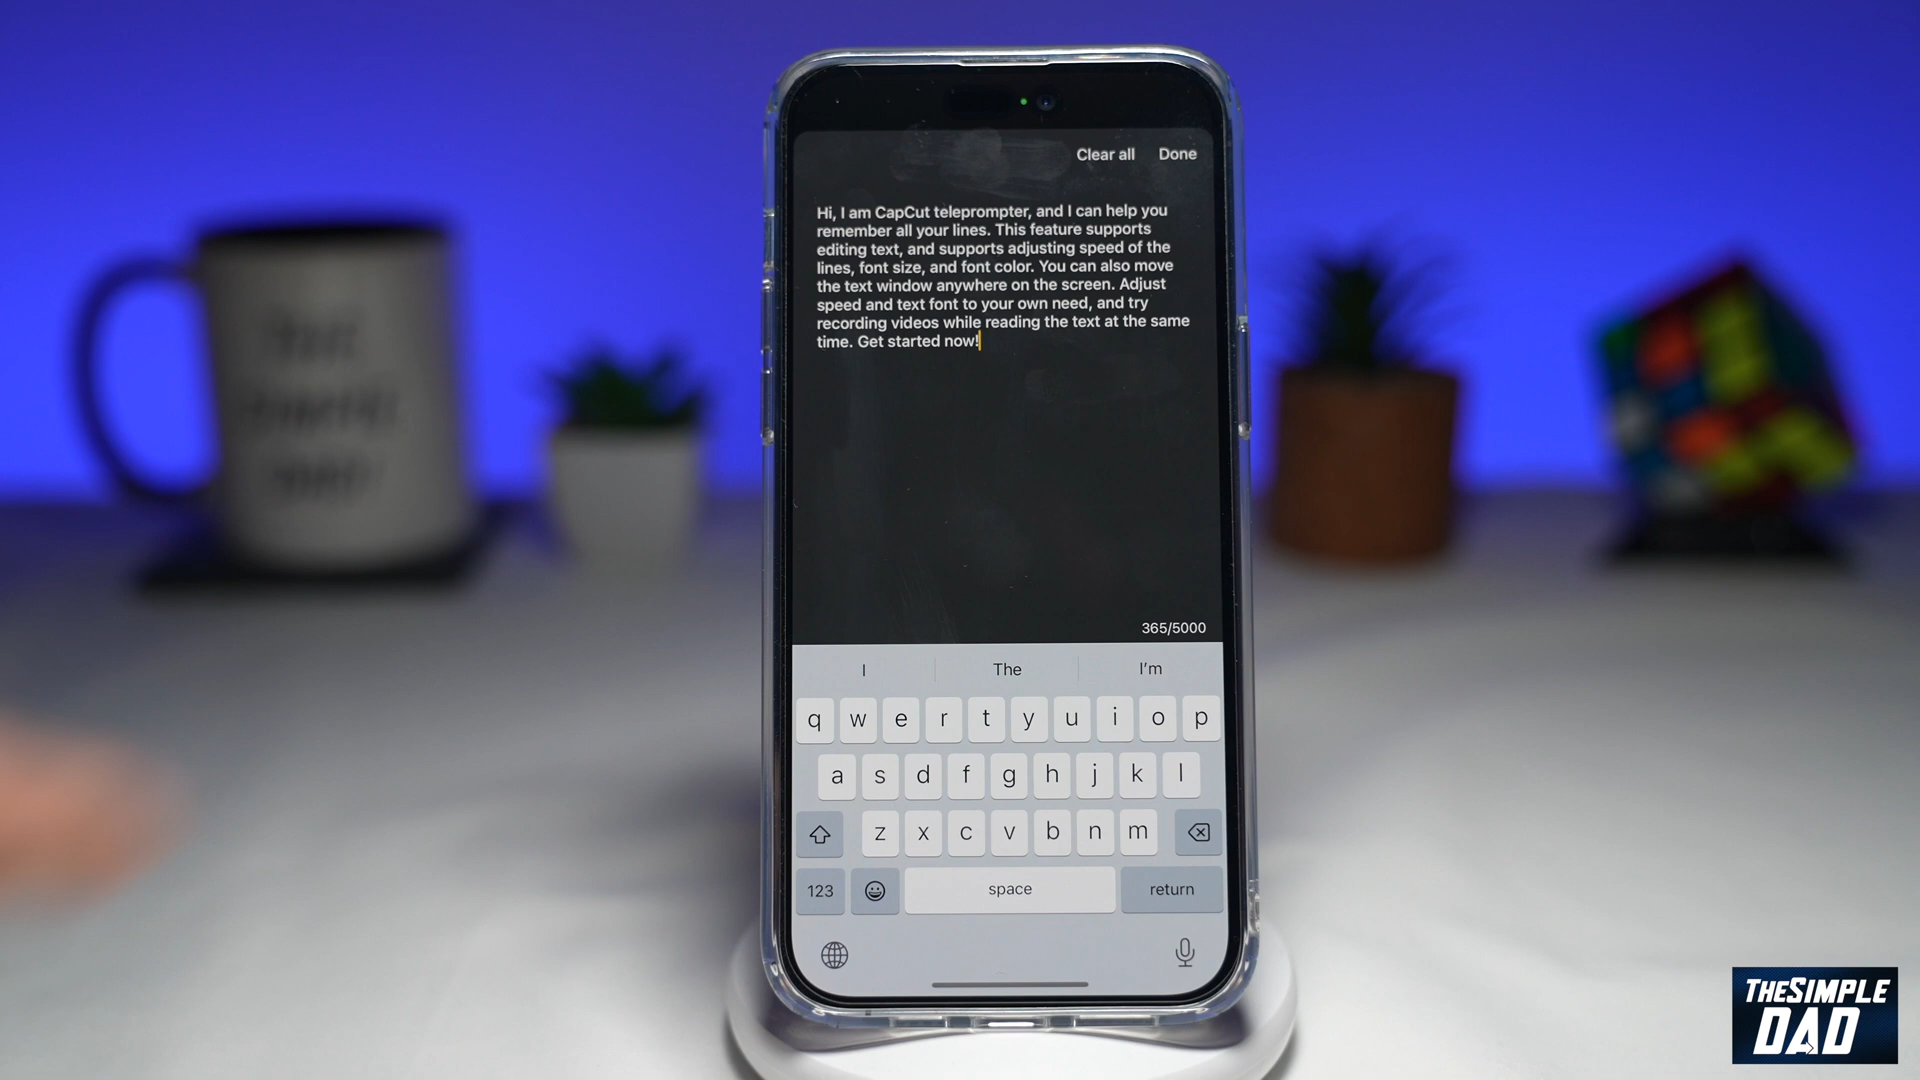 Clear all Done
Hi, I am CapCut teleprompter, and I can help you
remember all your lines. This feature supports
editing text, and supports adjusting speed of the
lines, font size, and font color. You can also move
the text window anywhere on the screen. Adjust
speed and text font to your own need, and try
recording videos while reading the text at the same
time. Get started now!
365/5000
I The I'm
q w e r t y u i o p
a s d f g h j k l
z x c v b n m
123 space return
THE SIMPLE
DAD